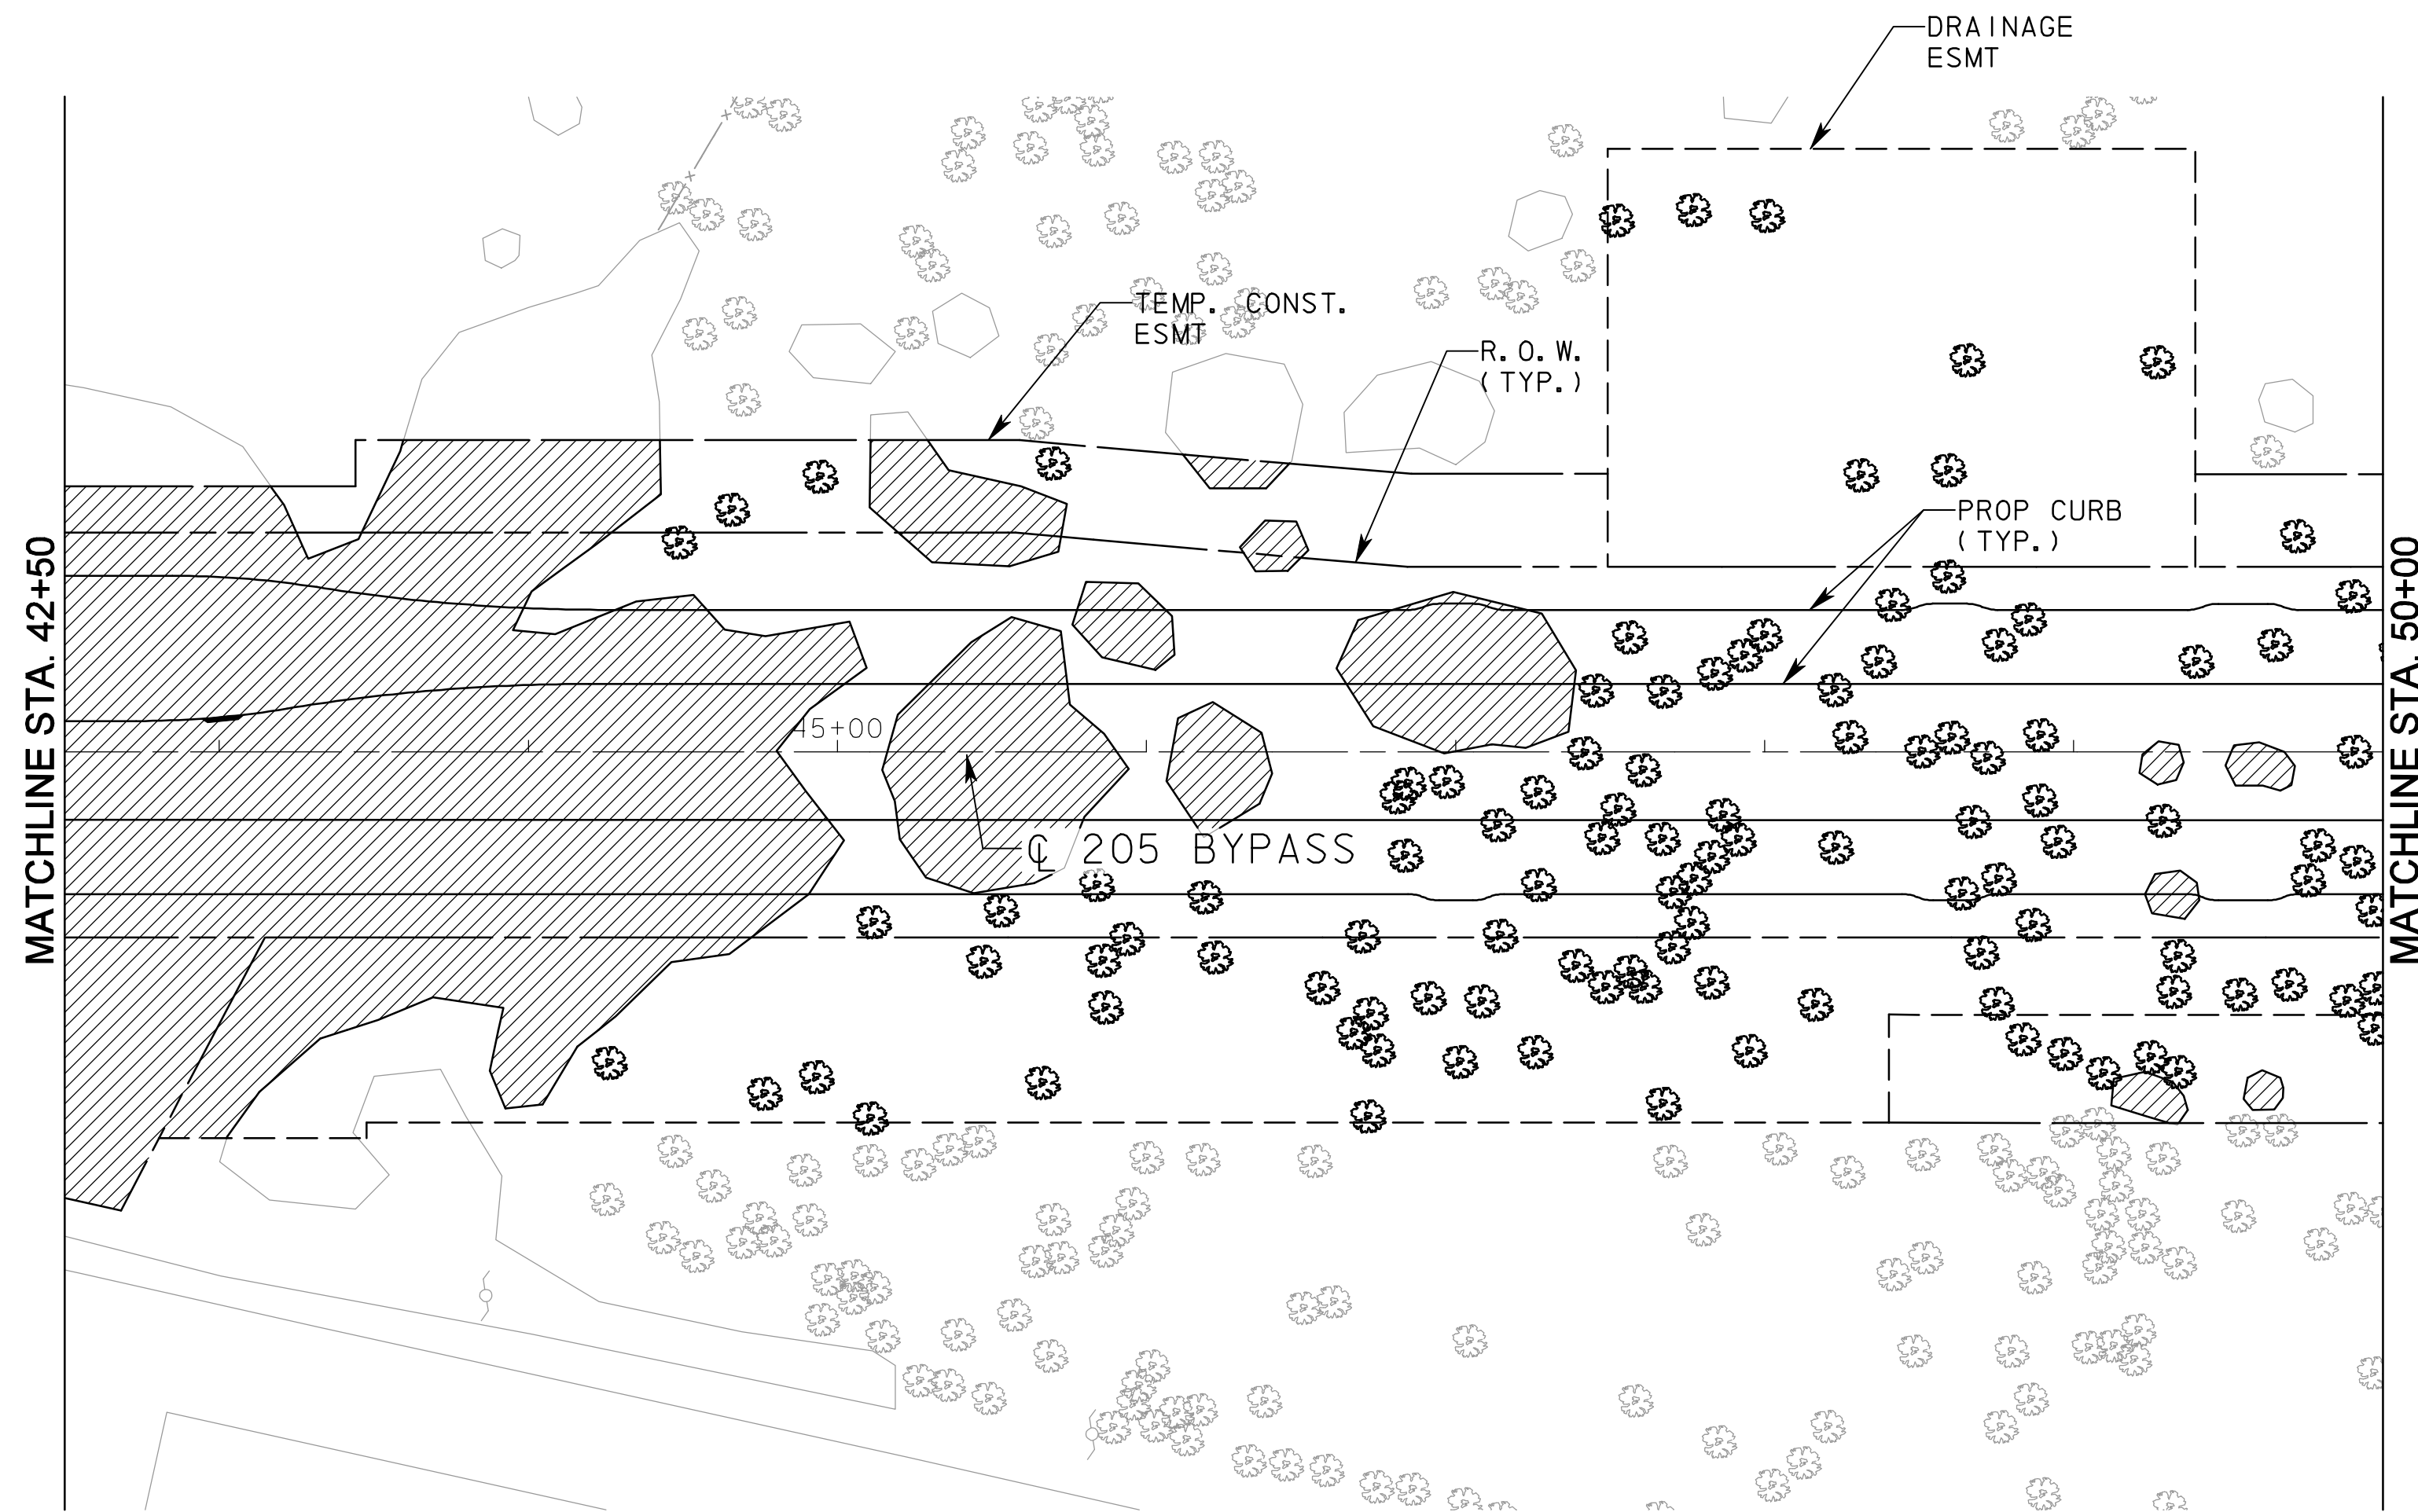 DRAINAGE
ESMT
TEMP. CONST.
ESMT
R.O.W.
(TYP.)
PROP CURB
(TYP.)
MATCHLINE STA. 42+50
MATCHLINE STA. 50+00
45+00
℄ 205 BYPASS